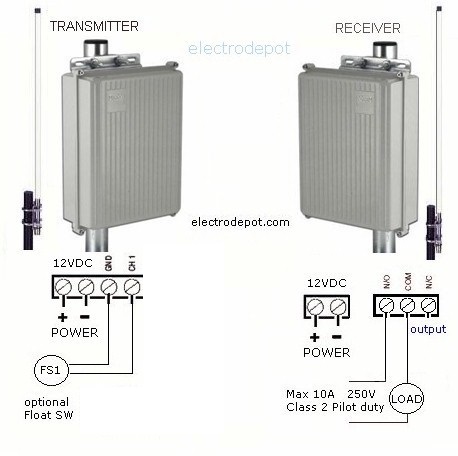 TRANSMITTER
RECEIVER
electrodepot
electrodepot.com
12VDC
GND
CH 1
+
-
POWER
FS1
optional
Float SW
12VDC
N/O
COM
N/C
+
-
POWER
output
Max 10A 250V
Class 2 Pilot duty
LOAD